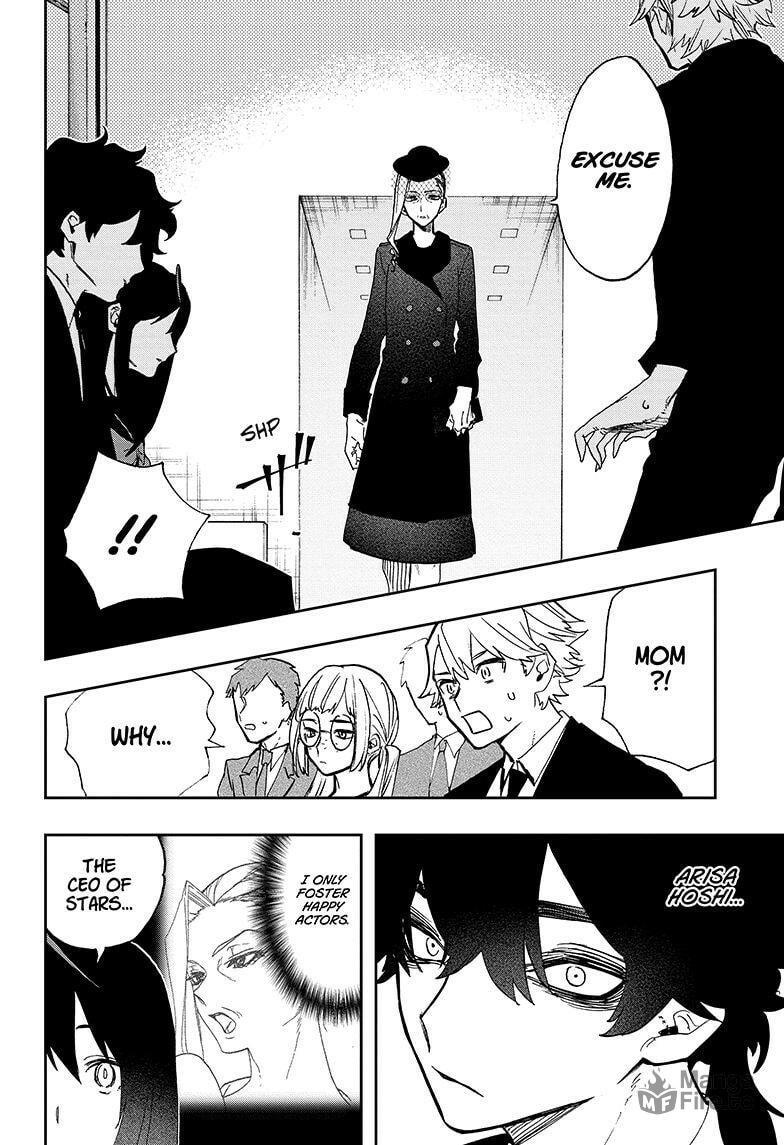 EXCUSE
ME.
SHP
!!
MOM
?!
WHY...
ARISA
HOSHI...
I ONLY
FOSTER
HAPPY
ACTORS.
THE
CEO OF
STARS...